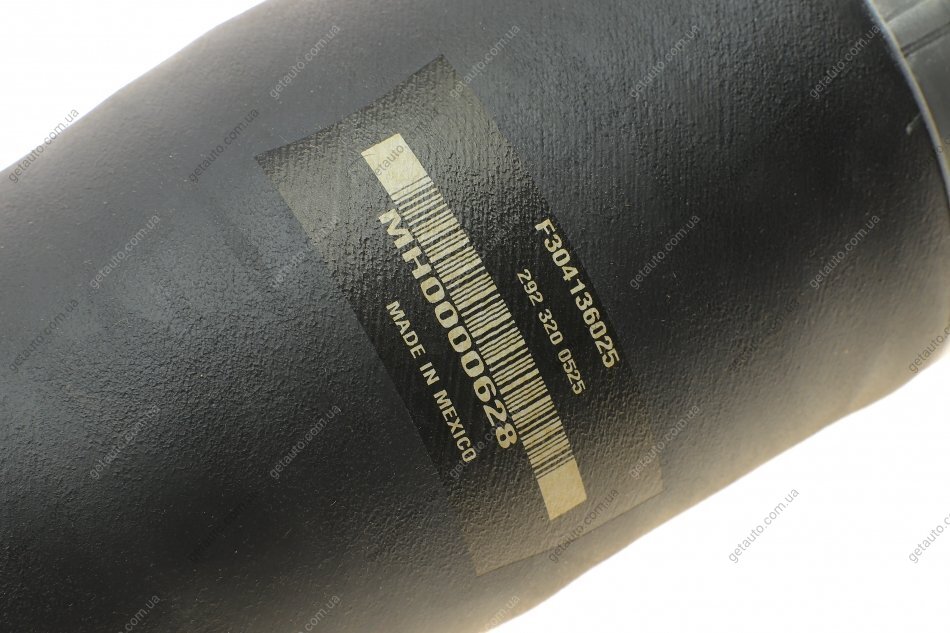 F304136025
292 320 0525
MH0000628
MADE IN MEXICO
getauto.com.ua